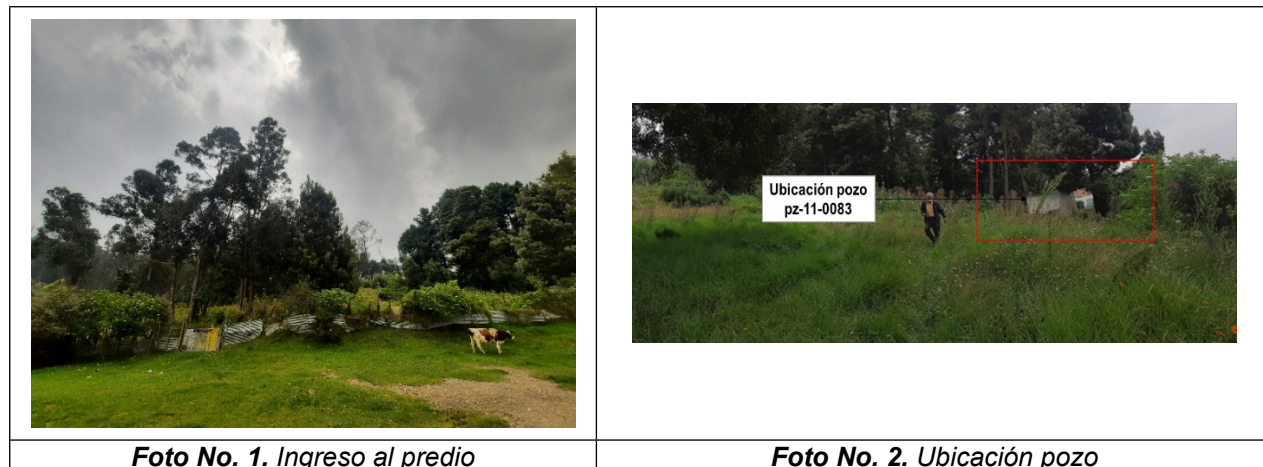 Ubicación pozo
pz-11-0083
Foto No. 1. Ingreso al predio
Foto No. 2. Ubicación pozo